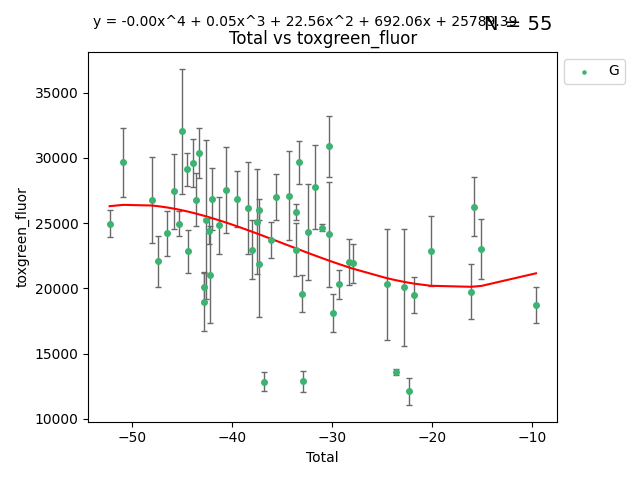 y = -0.00x^4 + 0.05x^3 + 22.56x^2 + 692.06x + 25789.39
N = 55
Total vs toxgreen_fluor
G
35000
30000
25000
20000
15000
10000
toxgreen_fluor
−50 −40 −30 −20 −10
Total